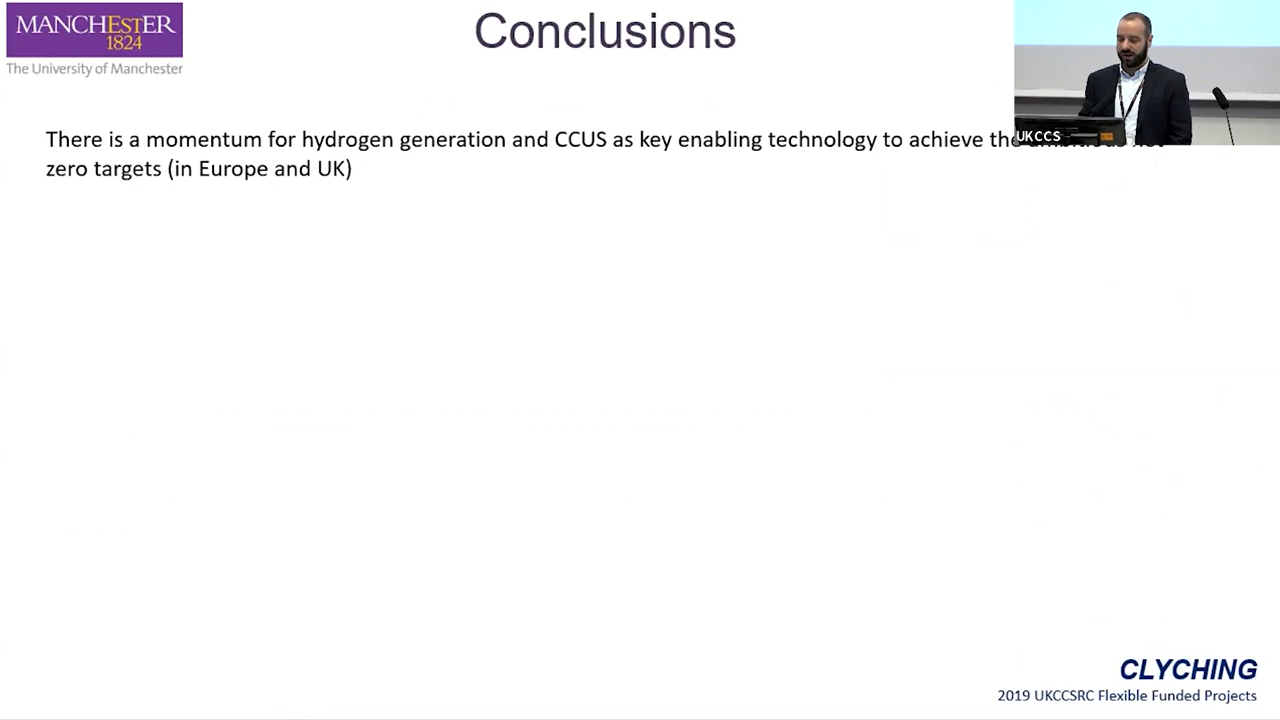 MANCHESTER
1824
The University of Manchester
Conclusions
UKCCS
There is a momentum for hydrogen generation and CCUS as key enabling technology to achieve the
zero targets (in Europe and UK)
CLYCHING
2019 UKCCSRC Flexible Funded Projects